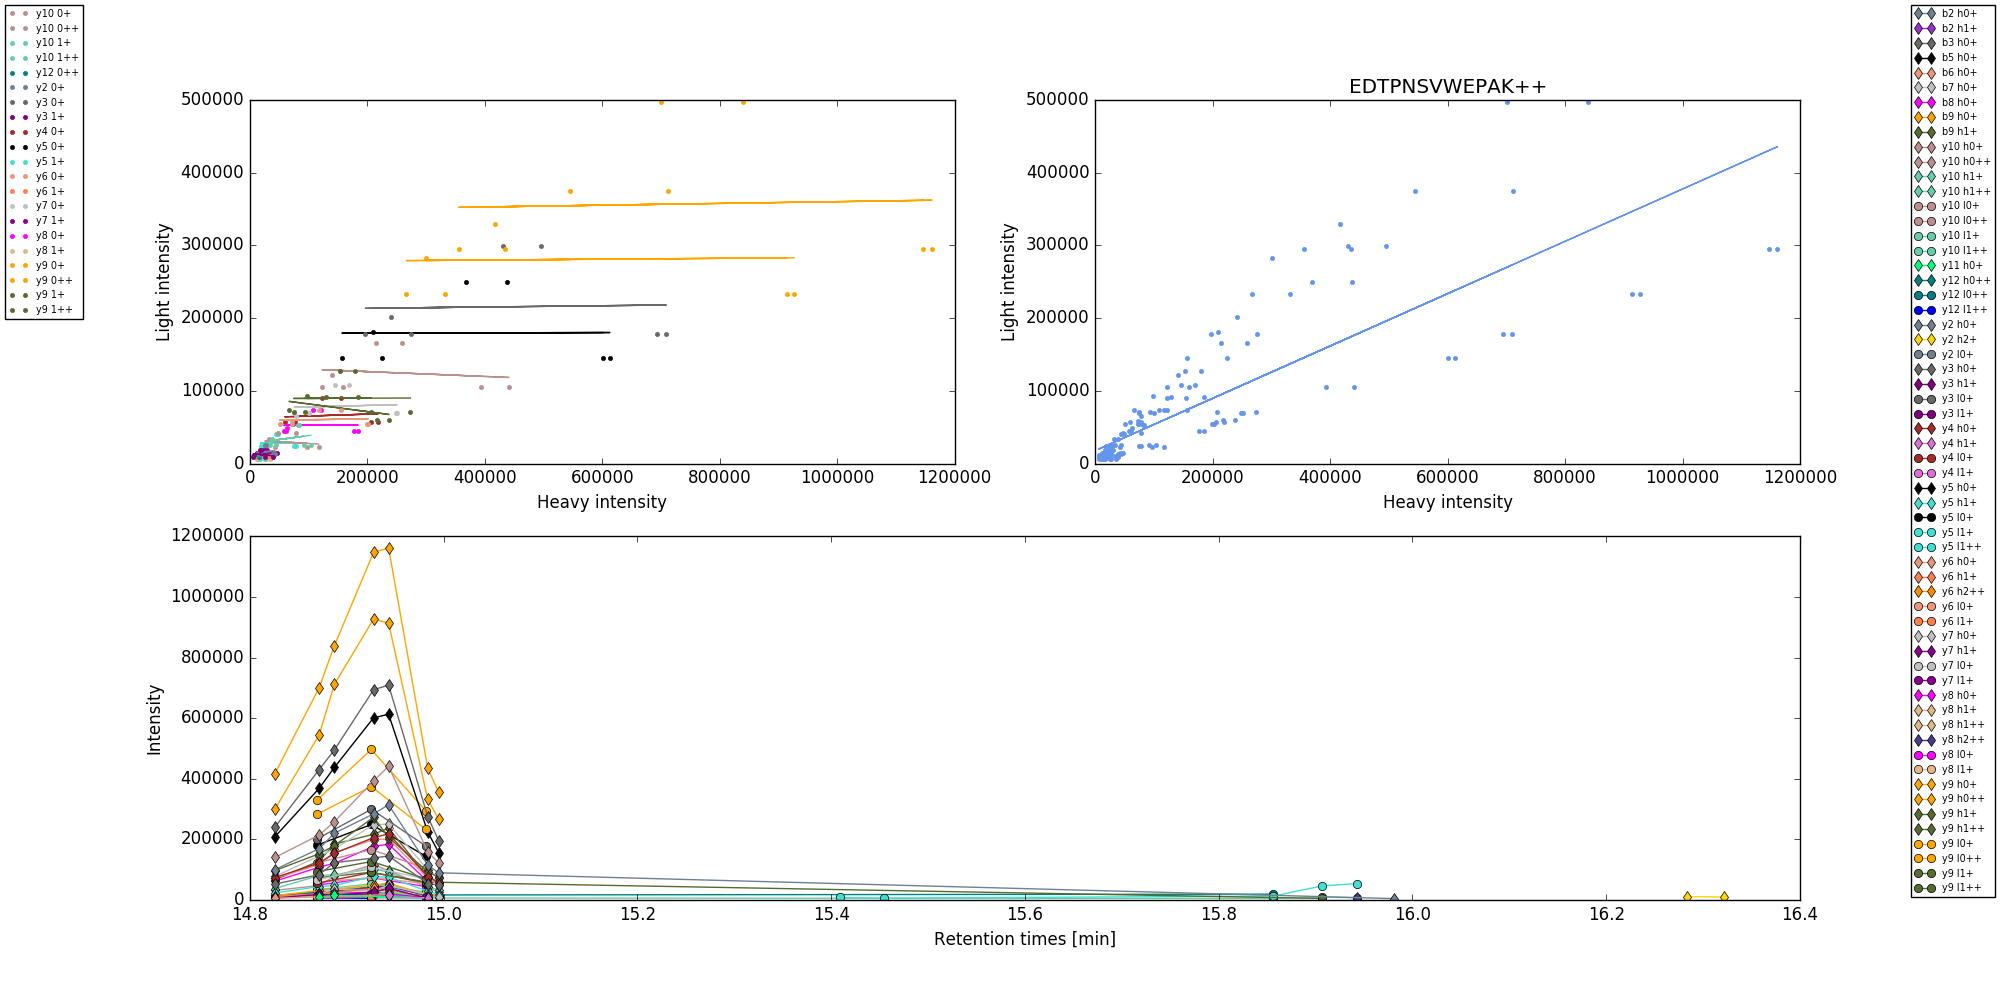 y10 0+
y10 0++
y10 1+
y10 1++
y12 0++
y2 0+
y3 0+
y3 1+
y4 0+
y5 0+
y5 1+
y6 0+
y6 1+
y7 0+
y7 1+
y8 0+
y8 1+
y9 0+
y9 0++
y9 1+
y9 1++
500000
400000
300000
200000
100000
0
Light intensity
0 200000 400000 600000 800000 1000000 1200000
Heavy intensity
EDTPNSVWEPAK++
500000
400000
300000
200000
100000
0
Light intensity
0 200000 400000 600000 800000 1000000 1200000
Heavy intensity
1200000
1000000
800000
600000
400000
200000
0
Intensity
14.8 15.0 15.2 15.4 15.6 15.8 16.0 16.2 16.4
Retention times [min]
b2 h0+
b2 h1+
b3 h0+
b5 h0+
b6 h0+
b7 h0+
b8 h0+
b9 h0+
b9 h1+
y10 h0+
y10 h0++
y10 h1+
y10 h1++
y10 l0+
y10 l0++
y10 l1+
y10 l1++
y11 h0+
y12 h0++
y12 l0++
y12 l1++
y2 h0+
y2 h2+
y2 l0+
y3 h0+
y3 h1+
y3 l0+
y3 l1+
y4 h0+
y4 h1+
y4 l0+
y4 l1+
y5 h0+
y5 h1+
y5 l0+
y5 l1+
y5 l1++
y6 h0+
y6 h1+
y6 h2++
y6 l0+
y6 l1+
y7 h0+
y7 h1+
y7 l0+
y7 l1+
y8 h0+
y8 h1+
y8 h1++
y8 h2++
y8 l0+
y8 l1+
y9 h0+
y9 h0++
y9 h1+
y9 h1++
y9 l0+
y9 l0++
y9 l1+
y9 l1++